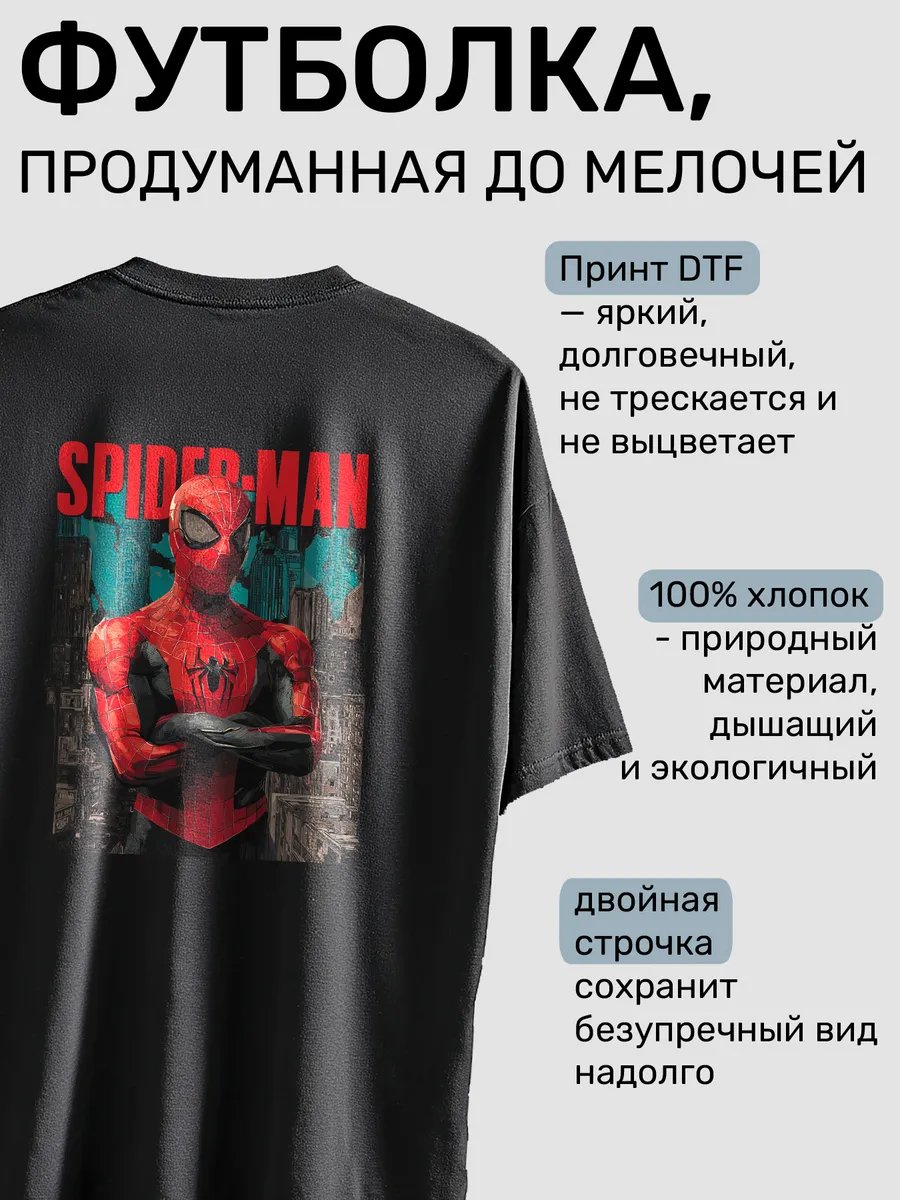 ФУТБОЛКА,
ПРОДУМАННАЯ ДО МЕЛОЧЕЙ
Принт DTF
— яркий,
долговечный,
не трескается и
не выцветает
SPIDER-MAN
100% хлопок
- природный
материал,
дышащий
и экологичный
двойная
строчка
сохранит
безупречный вид
надолго